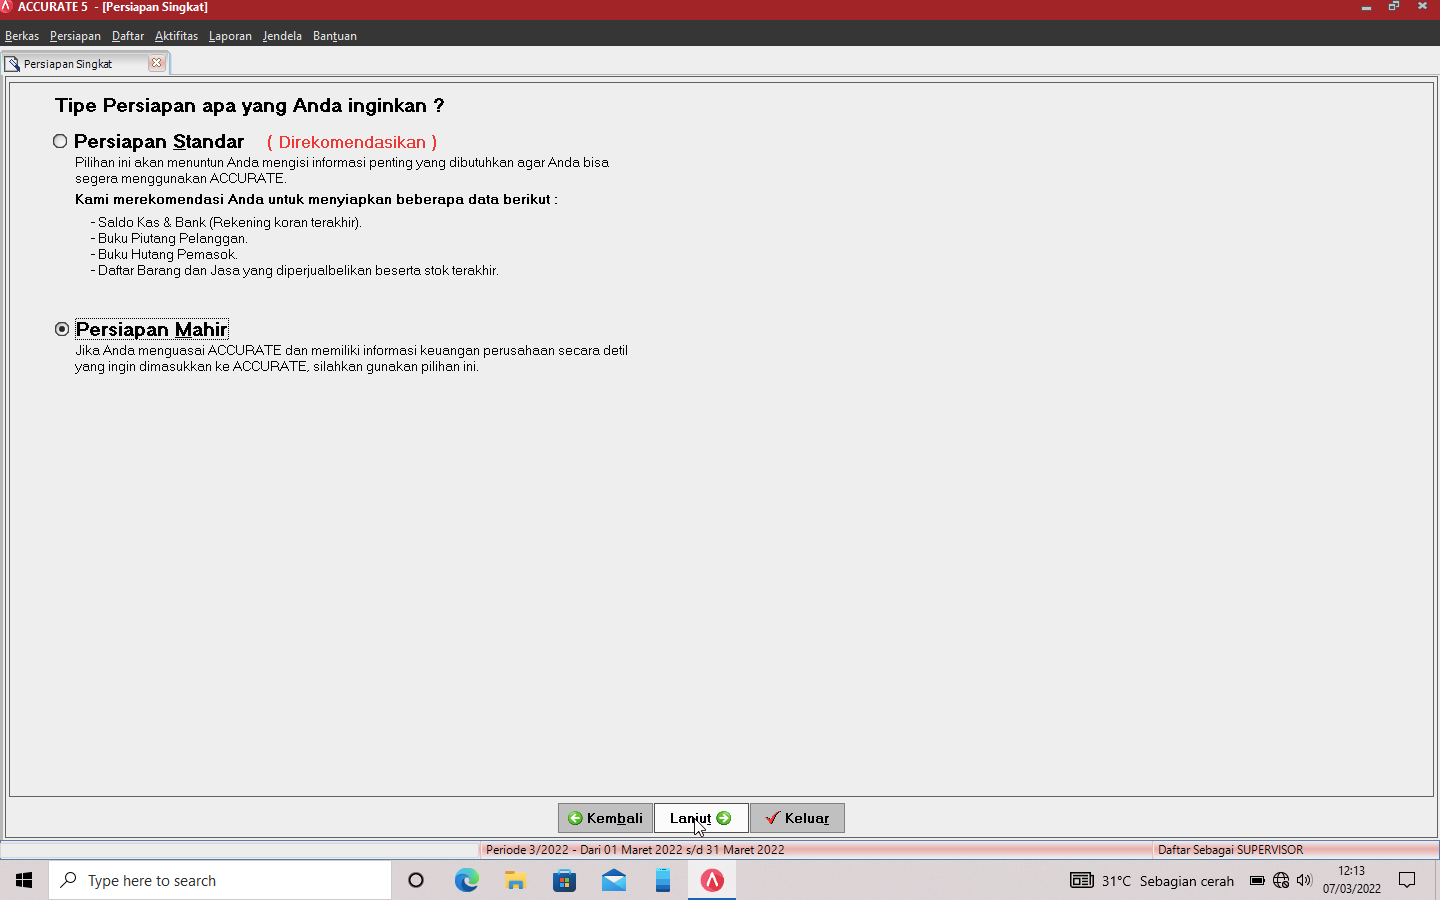 ACCURATE 5 - [Persiapan Singkat]
Berkas Persiapan Daftar Aktifitas Laporan Jendela Bantuan
Persiapan Singkat
Tipe Persiapan apa yang Anda inginkan ?
Persiapan Standar ( Direkomendasikan )
Pilihan ini akan menuntun Anda mengisi informasi penting yang dibutuhkan agar Anda bisa
segera menggunakan ACCURATE.
Kami merekomendasi Anda untuk menyiapkan beberapa data berikut :
- Saldo Kas & Bank (Rekening koran terakhir).
- Buku Piutang Pelanggan.
- Buku Hutang Pemasok.
- Daftar Barang dan Jasa yang diperjualbelikan beserta stok terakhir.
Persiapan Mahir
Jika Anda menguasai ACCURATE dan memiliki informasi keuangan perusahaan secara detil
yang ingin dimasukkan ke ACCURATE, silahkan gunakan pilihan ini.
Kembali Lanjut Keluar
Periode 3/2022 - Dari 01 Maret 2022 s/d 31 Maret 2022 Daftar Sebagai SUPERVISOR
Type here to search 31°C Sebagian cerah 12:13
07/03/2022